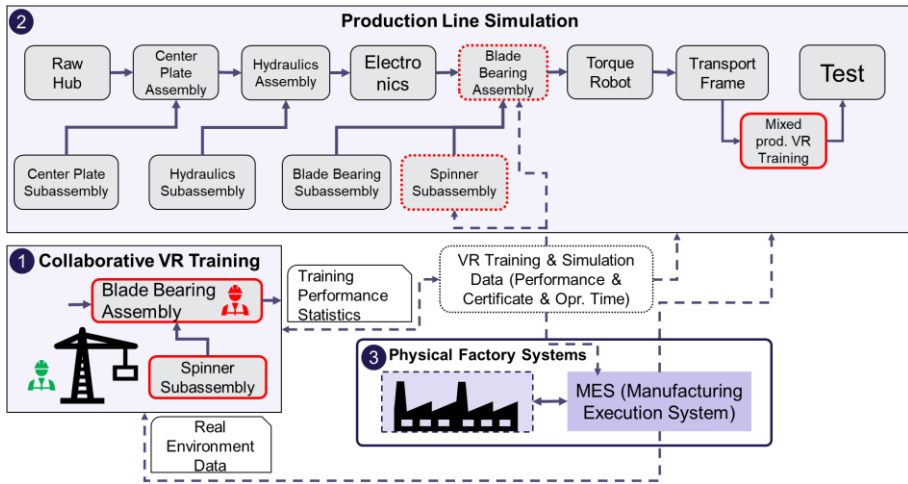 2
Production Line Simulation
Raw
Hub
Center
Plate
Assembly
Hydraulics
Assembly
Electro
nics
Blade
Bearing
Assembly
Torque
Robot
Transport
Frame
Test
Mixed
prod. VR
Training
Center Plate
Subassembly
Hydraulics
Subassembly
Blade Bearing
Subassembly
Spinner
Subassembly
1
Collaborative VR Training
Blade Bearing
Assembly
Spinner
Subassembly
Training
Performance
Statistics
VR Training & Simulation
Data (Performance &
Certificate & Opr. Time)
3
Physical Factory Systems
MES (Manufacturing
Execution System)
Real
Environment
Data